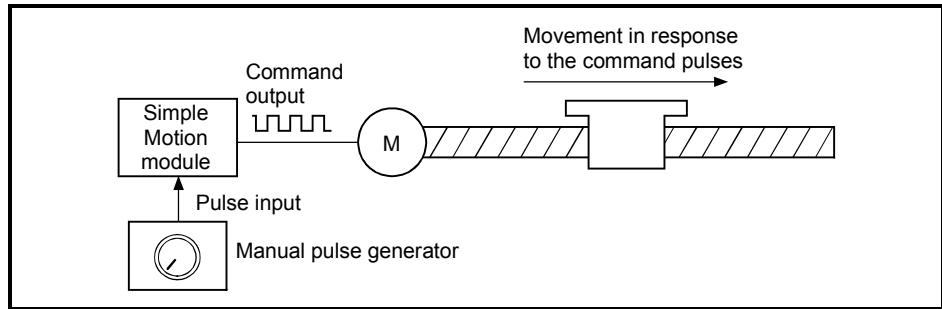 Movement in response
to the command pulses
Command
output
Simple
Motion
module
M
Pulse input
Manual pulse generator